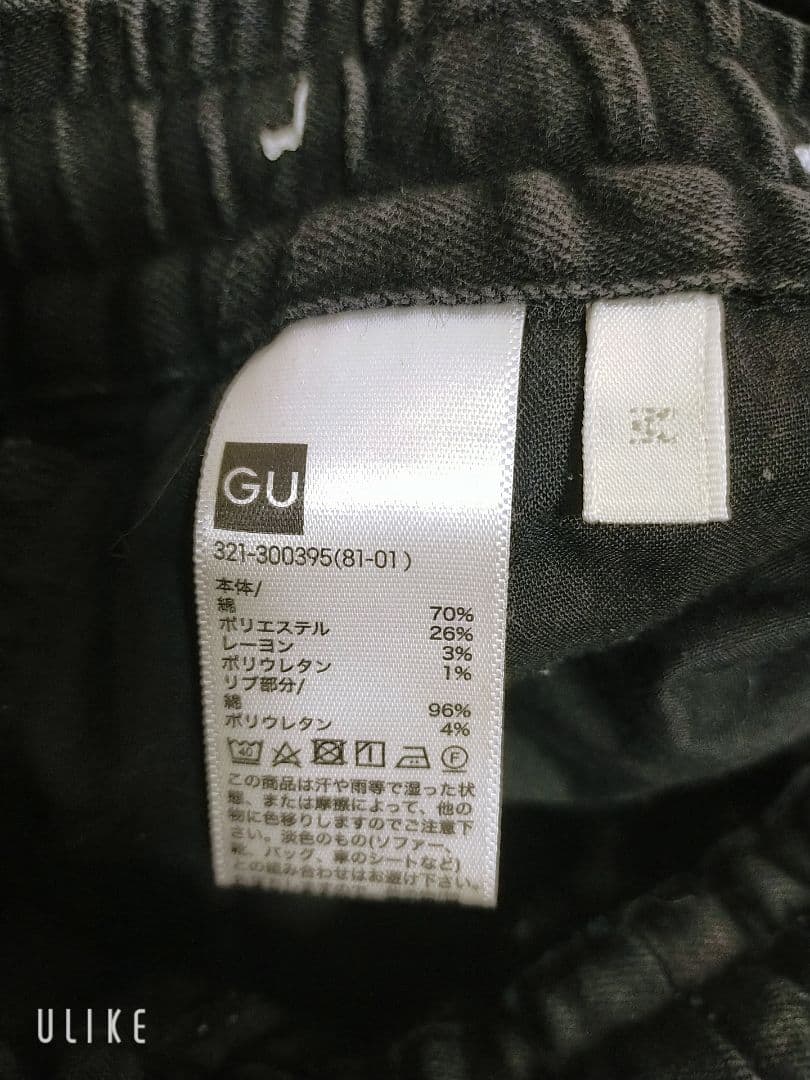 GU
321-300395(81-01)
本体/
綿 70%
ポリエステル 26%
レーヨン 3%
ポリウレタン 1%
リブ部分/
綿 96%
ポリウレタン 4%
40
F
この商品は汗や雨等で湿った状
態、または摩擦によって、他の
物に色移りしますのでご注意下
さい。淡色のもの(ソファー、
靴、バッグ、車のシートなど)
との組み合わせはお避け下さい。
ULIKE